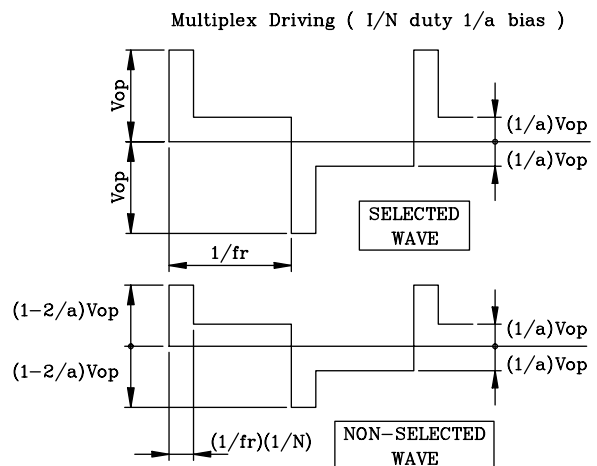 Multiplex Driving ( I/N duty 1/a bias )
Vop
Vop
(1/a)Vop
(1/a)Vop
SELECTED
WAVE
1/fr
(1-2/a)Vop
(1-2/a)Vop
(1/a)Vop
(1/a)Vop
(1/fr)(1/N)
NON-SELECTED
WAVE